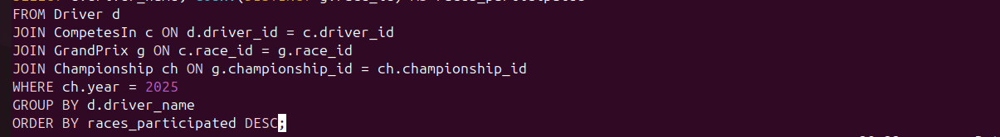 FROM Driver d
JOIN CompetesIn c ON d.driver_id = c.driver_id
JOIN GrandPrix g ON c.race_id = g.race_id
JOIN Championship ch ON g.championship_id = ch.championship_id
WHERE ch.year = 2025
GROUP BY d.driver_name
ORDER BY races_participated DESC;